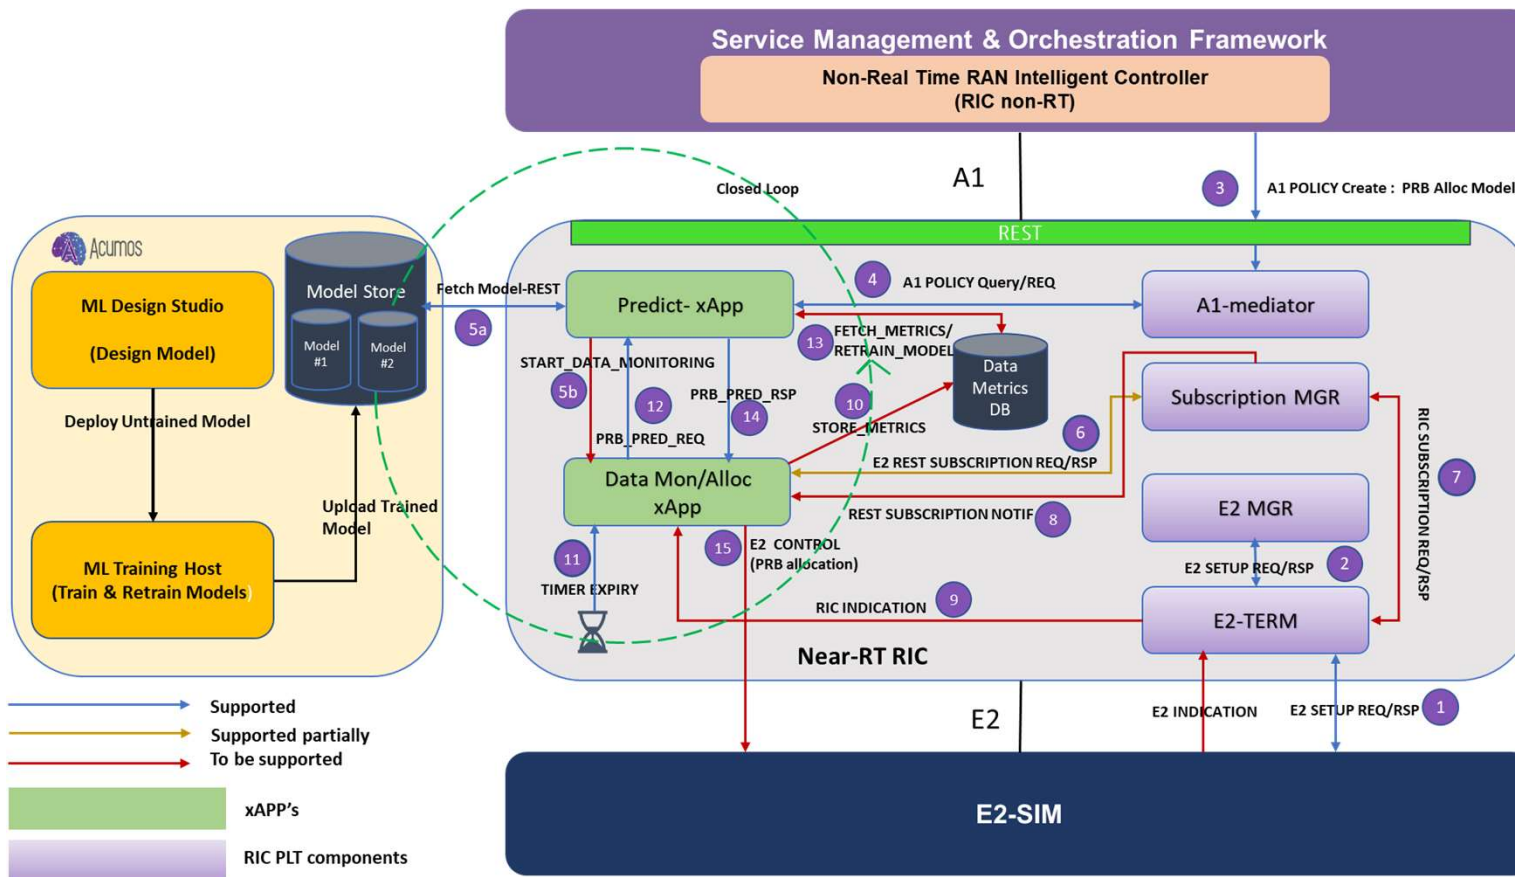 Service Management & Orchestration Framework
Non-Real Time RAN Intelligent Controller
(RIC non-RT)
A1
3
A1 POLICY Create : PRB Alloc Model
Closed Loop
REST
Acumos
ML Design Studio
(Design Model)
Model Store
Model
#1
Model
#2
Fetch Model-REST
5a
Predict- xApp
4
A1 POLICY Query/REQ
A1-mediator
13
FETCH_METRICS/
RETRAIN_MODEL
START_DATA_MONITORING
5b
12
PRB_PRED_RSP
14
PRB_PRED_REQ
10
STORE_METRICS
Data
Metrics
DB
Subscription MGR
6
E2 REST SUBSCRIPTION REQ/RSP
RIC SUBSCRIPTION REQ/RSP
7
Deploy Untrained Model
Upload Trained
Model
ML Training Host
(Train & Retrain Models)
Data Mon/Alloc
xApp
REST SUBSCRIPTION NOTIF
8
E2 MGR
E2 SETUP REQ/RSP
2
11
TIMER EXPIRY
15
E2 CONTROL
(PRB allocation)
RIC INDICATION
9
E2-TERM
Near-RT RIC
E2
E2 INDICATION
E2 SETUP REQ/RSP
1
E2-SIM
Supported
Supported partially
To be supported
xAPP's
RIC PLT components